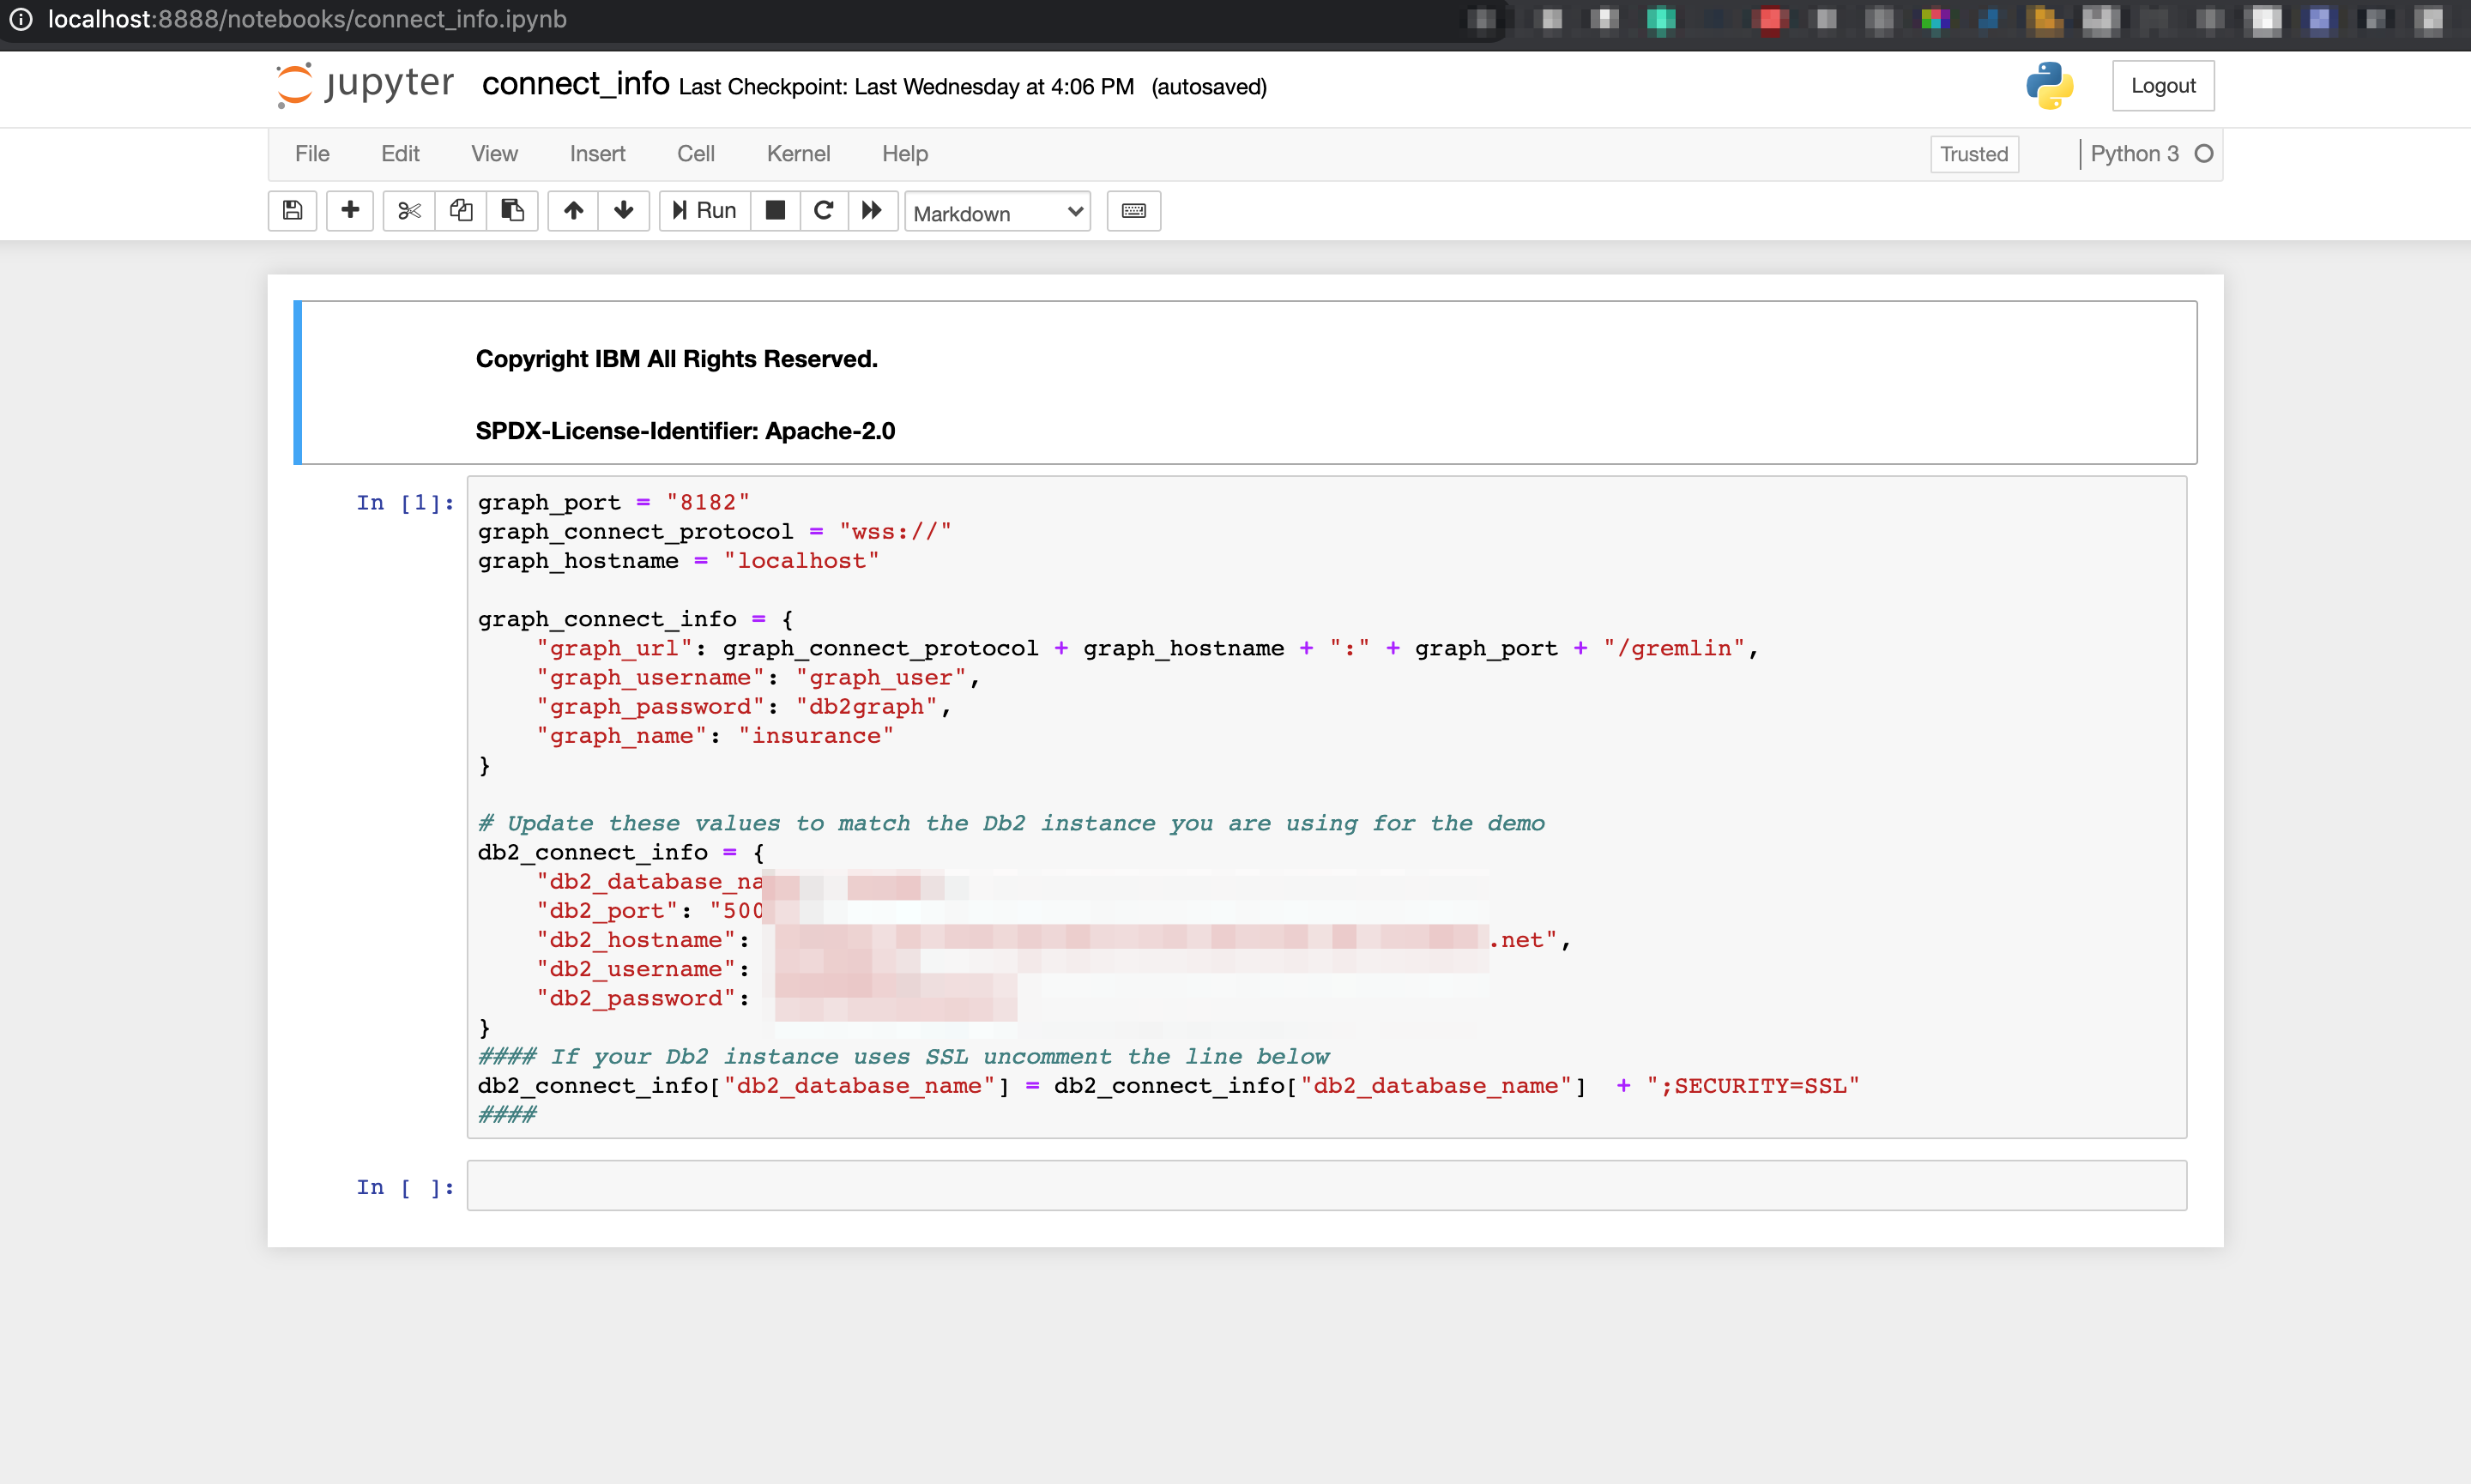 localhost:8888/notebooks/connect_info.ipynb
jupyter connect_info Last Checkpoint: Last Wednesday at 4:06 PM (autosaved)
Logout
File Edit View Insert Cell Kernel Help
Trusted
Python 3
Run
Markdown
Copyright IBM All Rights Reserved.
SPDX-License-Identifier: Apache-2.0
In [1]:
graph_port = "8182"
graph_connect_protocol = "wss://"
graph_hostname = "localhost"
graph_connect_info = {
    "graph_url": graph_connect_protocol + graph_hostname + ":" + graph_port + "/gremlin",
    "graph_username": "graph_user",
    "graph_password": "db2graph",
    "graph_name": "insurance"
}
# Update these values to match the Db2 instance you are using for the demo
db2_connect_info = {
    "db2_database_na
    "db2_port": "500
    "db2_hostname": .net",
    "db2_username":
    "db2_password":
}
#### If your Db2 instance uses SSL uncomment the line below
db2_connect_info["db2_database_name"] = db2_connect_info["db2_database_name"]  + ";SECURITY=SSL"
####
In [ ]: